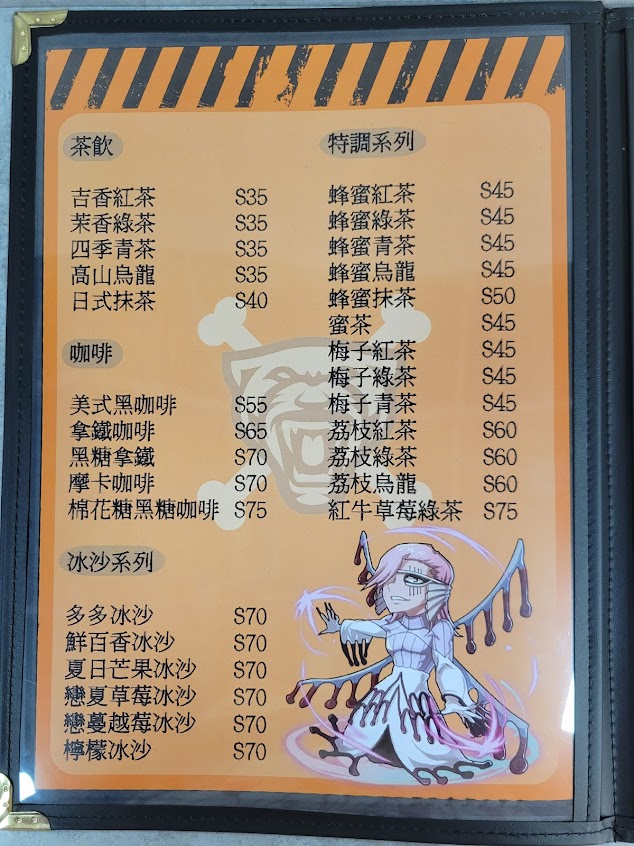 茶飲
吉香紅茶 $35
茉香綠茶 $35
四季青茶 $35
高山烏龍 $35
日式抹茶 $40
咖啡
美式黑咖啡 $55
拿鐵咖啡 $65
黑糖拿鐵 $70
摩卡咖啡 $70
棉花糖黑糖咖啡 $75
冰沙系列
多多冰沙 $70
鮮百香冰沙 $70
夏日芒果冰沙 $70
戀夏草莓冰沙 $70
戀蔓越莓冰沙 $70
檸檬冰沙 $70
特調系列
蜂蜜紅茶 $45
蜂蜜綠茶 $45
蜂蜜青茶 $45
蜂蜜烏龍 $45
蜂蜜抹茶 $50
蜜茶 $45
梅子紅茶 $45
梅子綠茶 $45
梅子青茶 $45
荔枝紅茶 $60
荔枝綠茶 $60
荔枝烏龍 $60
紅牛草莓綠茶 $75